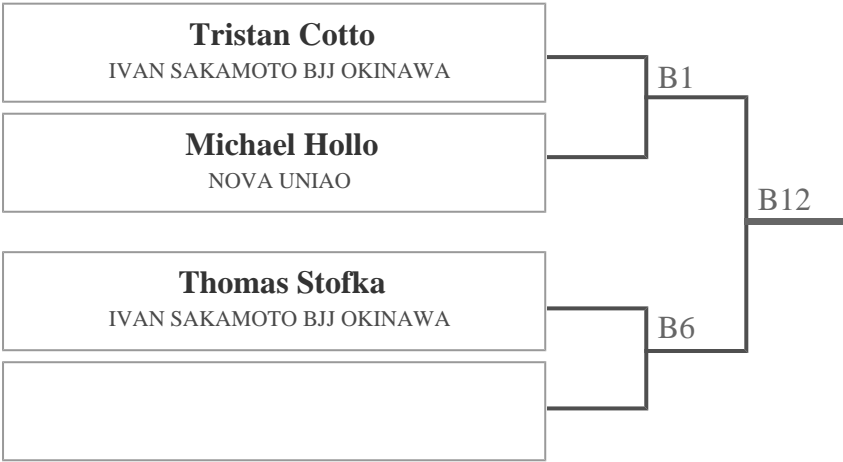 Tristan Cotto
IVAN SAKAMOTO BJJ OKINAWA
B1
Michael Hollo
NOVA UNIAO
B12
Thomas Stofka
IVAN SAKAMOTO BJJ OKINAWA
B6